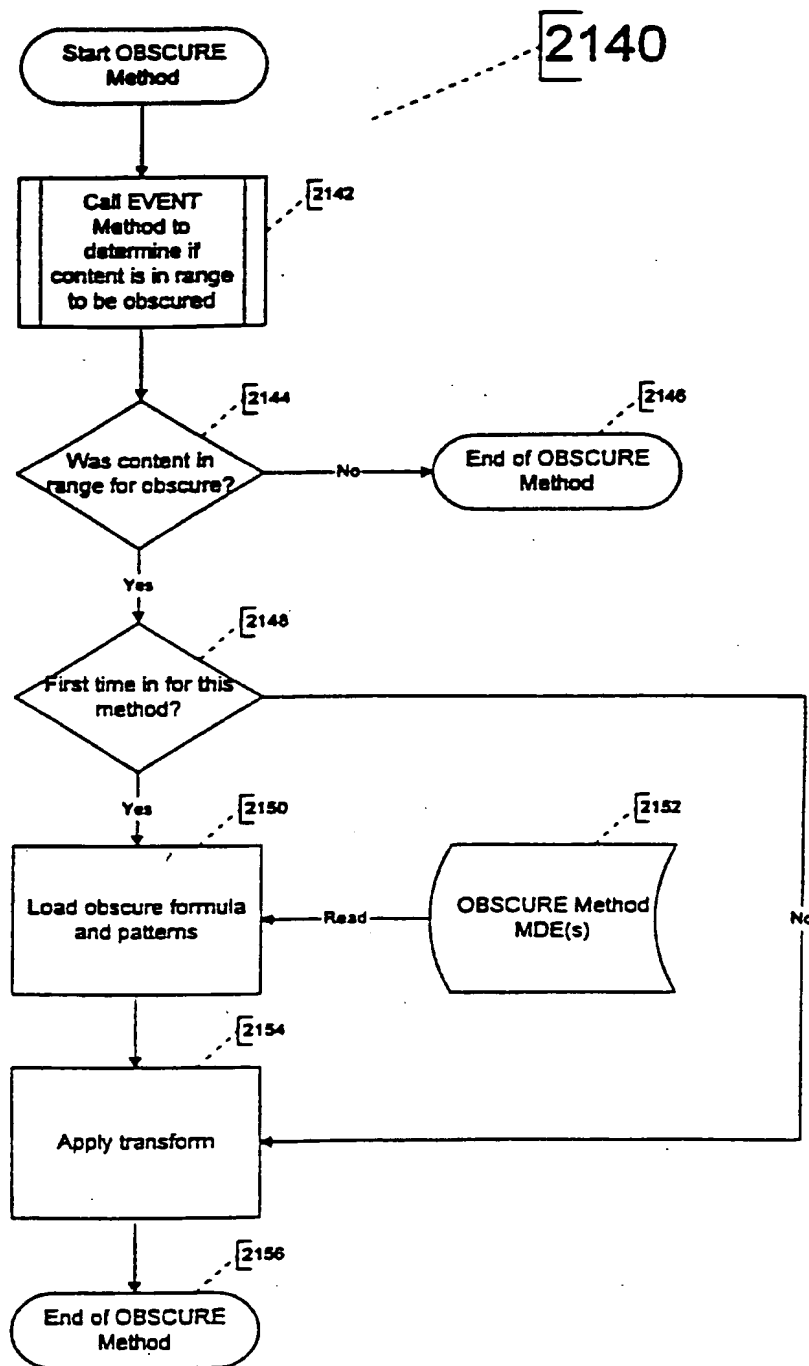 2140
Start OBSCURE
Method
2142
Call EVENT
Method to
determine if
content is in range
to be obscured
2144
Was content in
range for obscure?
No
2146
End of OBSCURE
Method
Yes
2148
First time in for this
method?
Yes
2150
Load obscure formula
and patterns
Read
2152
OBSCURE Method
MDE(s)
No
2154
Apply transform
2156
End of OBSCURE
Method